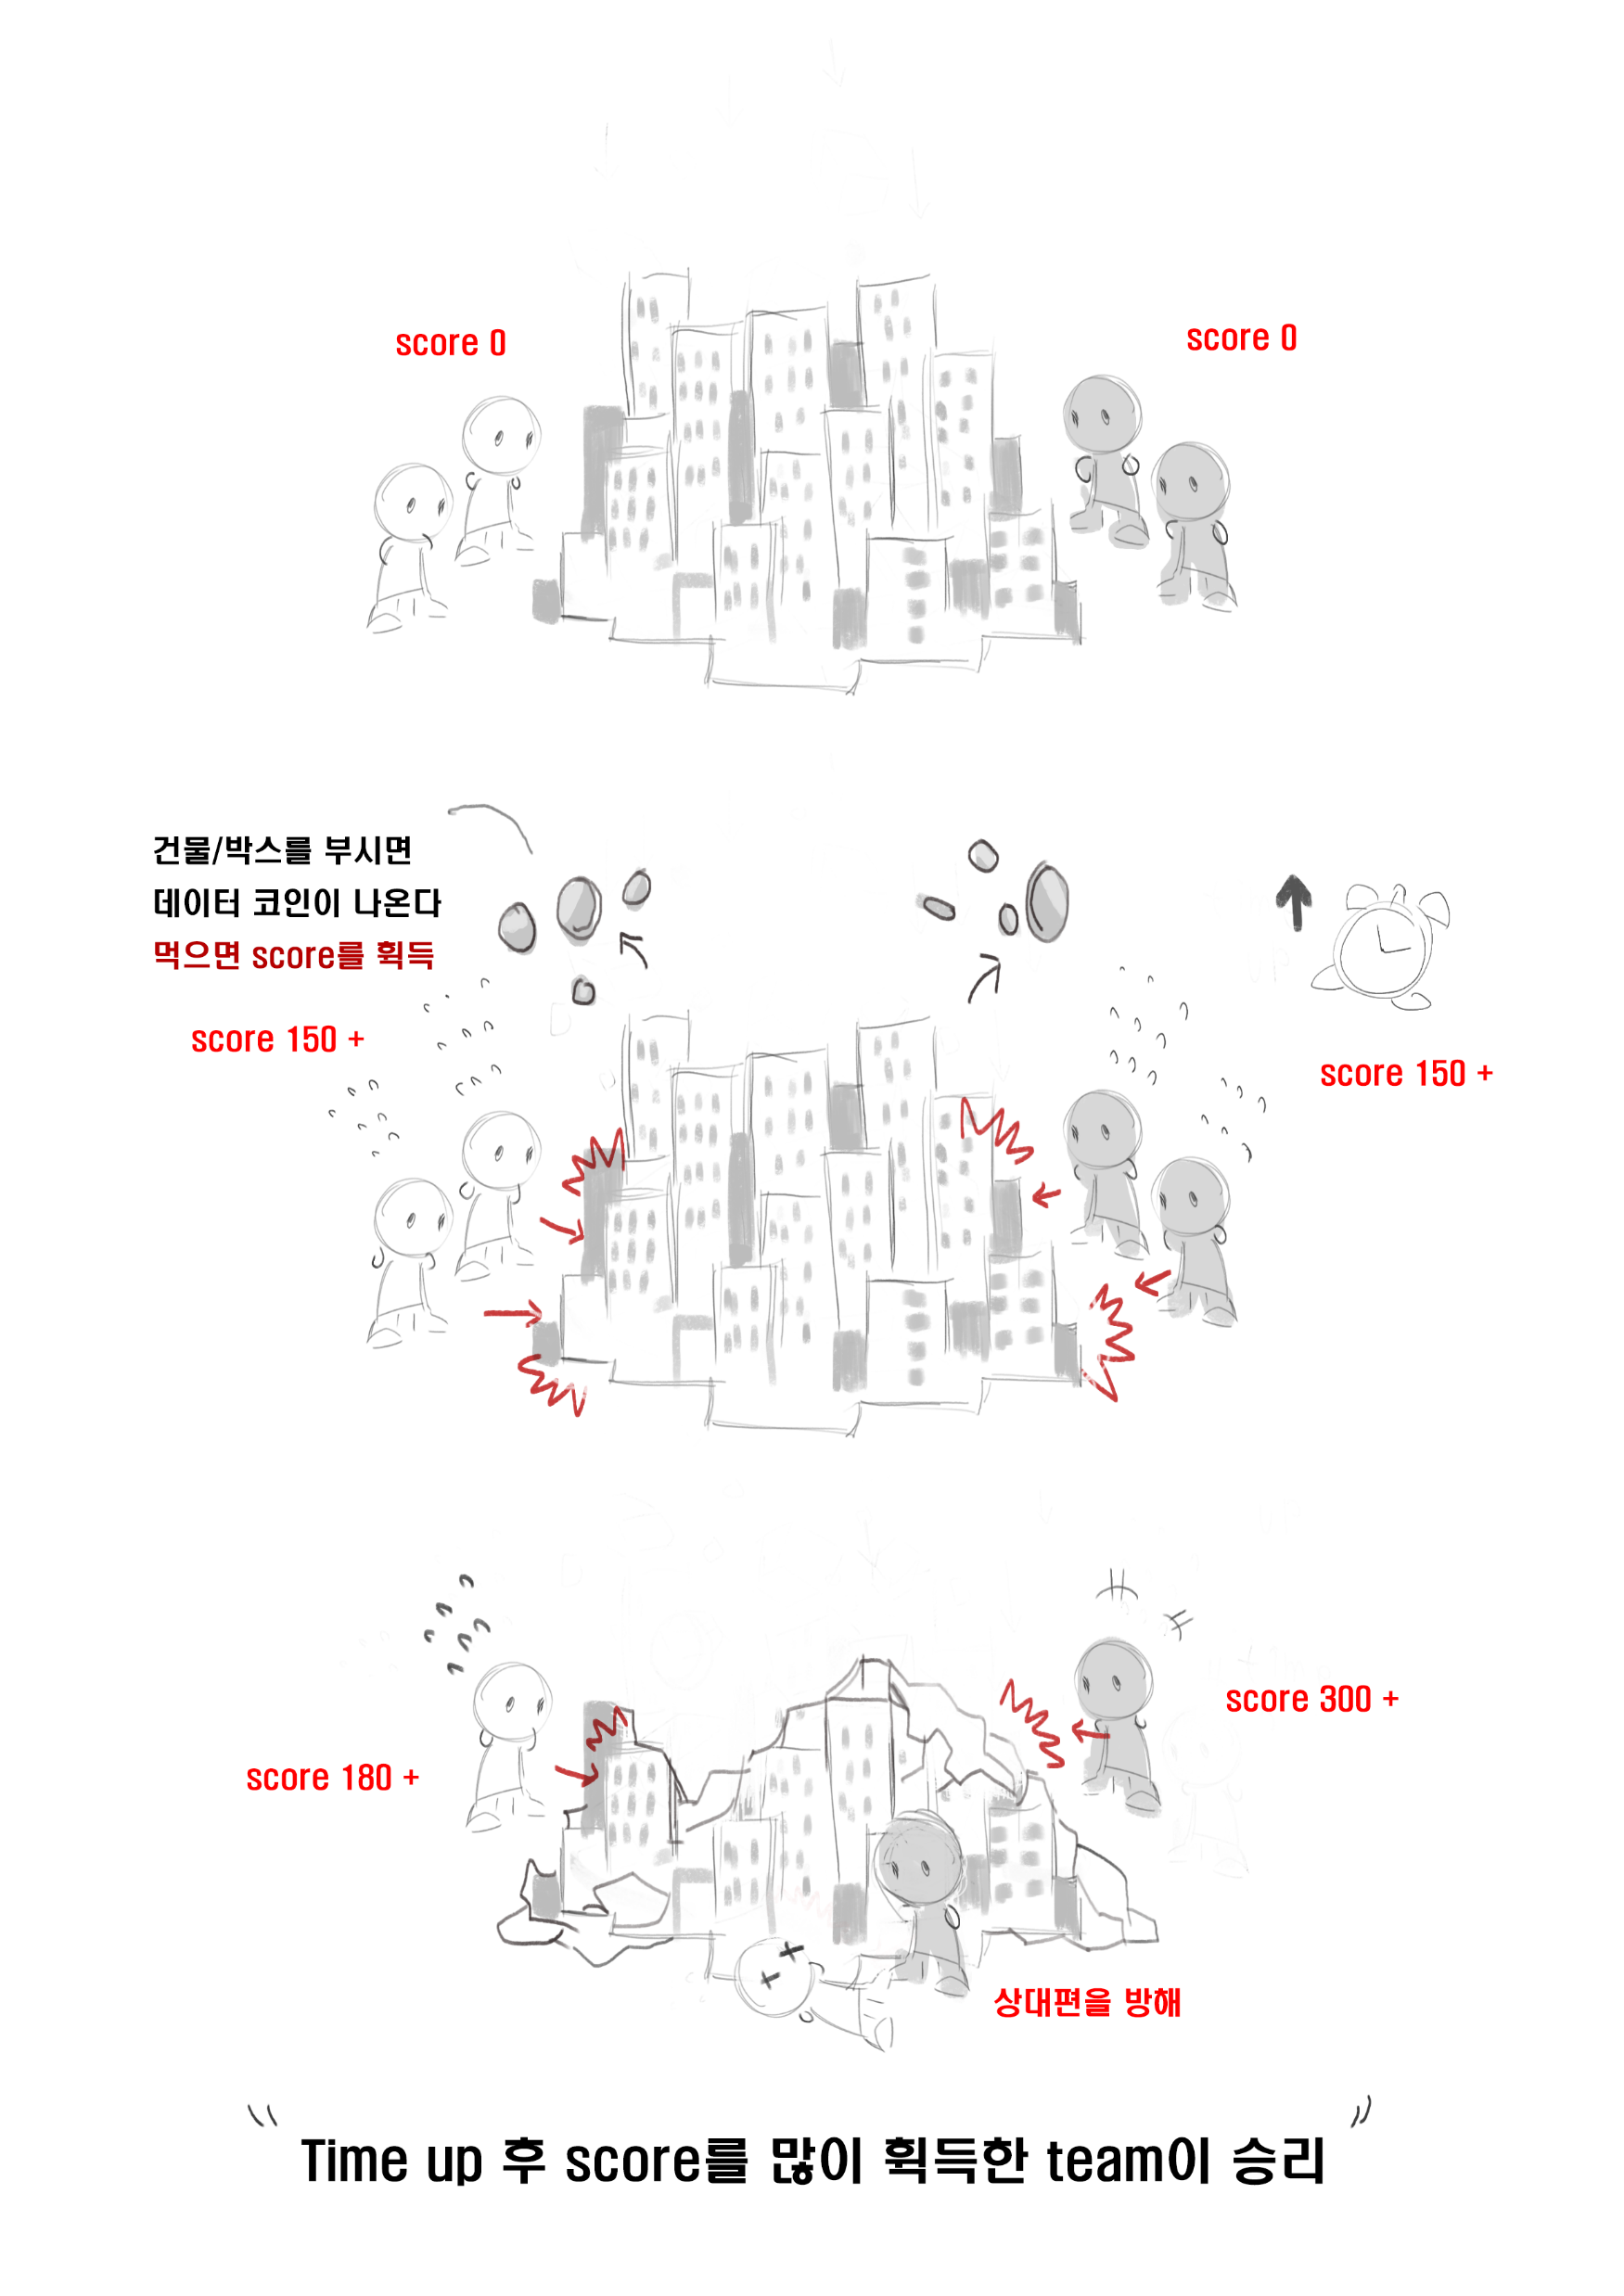 score 0
score 0
건물/박스를 부시면
데이터 코인이 나온다
먹으면 score를 획득
score 150 +
score 150 +
score 300 +
score 180 +
상대편을 방해
" Time up 후 score를 많이 획득한 team이 승리 "